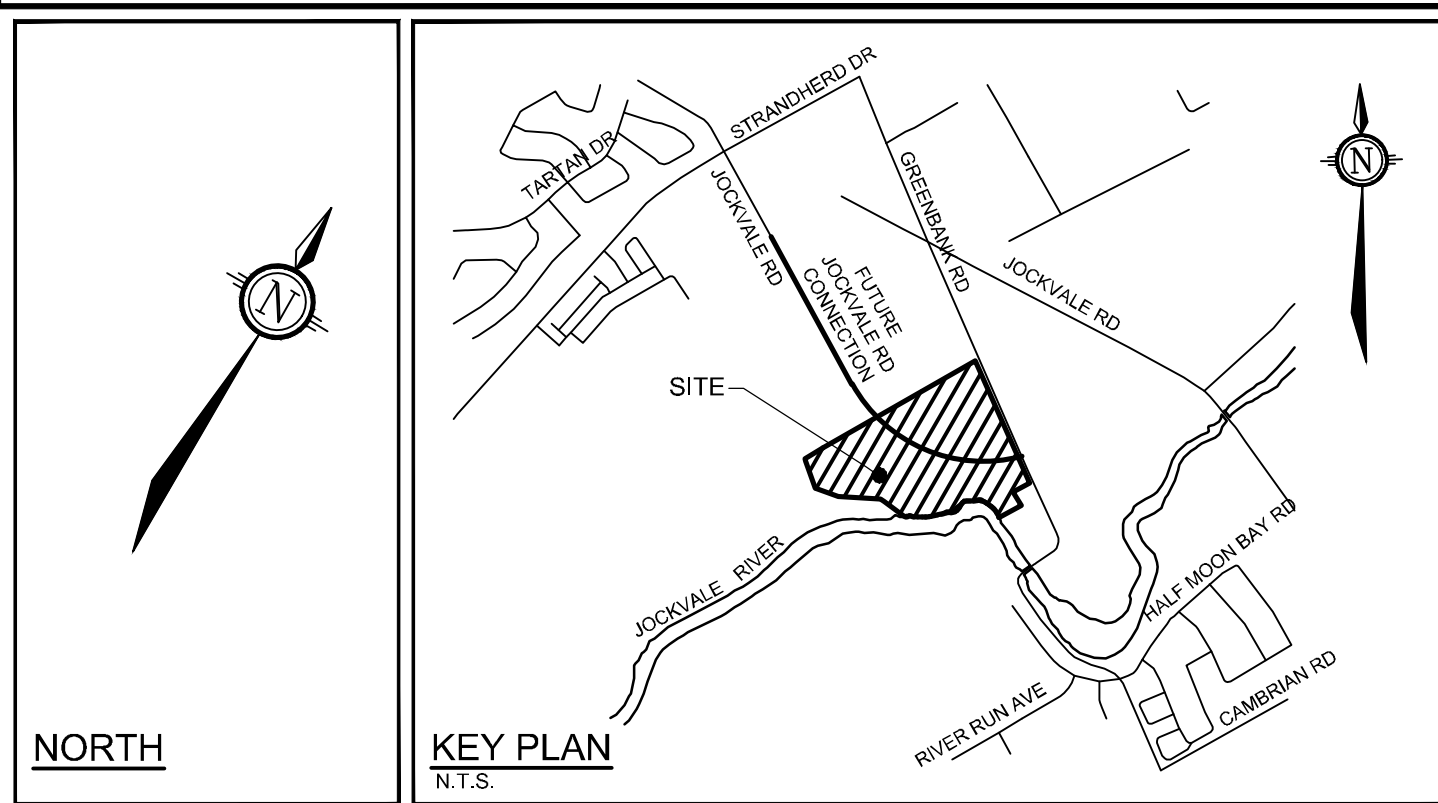 N
NORTH
STRANDHERD DR
TARTAN DR
JOCKVALE RD
GREENBANK RD
N
JOCKVALE RD
FUTURE
JOCKVALE RD
CONNECTION
SITE
JOCKVALE RIVER
HALF MOON BAY RD
RIVER RUN AVE
CAMBRIAN RD
KEY PLAN
N.T.S.